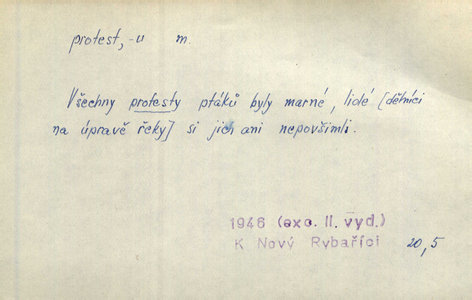 protest, -u m.
Všechny protesty ptáků byly marné, lidé [dělníci
na úpravě řeky] si jich ani nepovšimli.
1946 (exc. II. vyd.)
K Nový Rybaříci 20,5